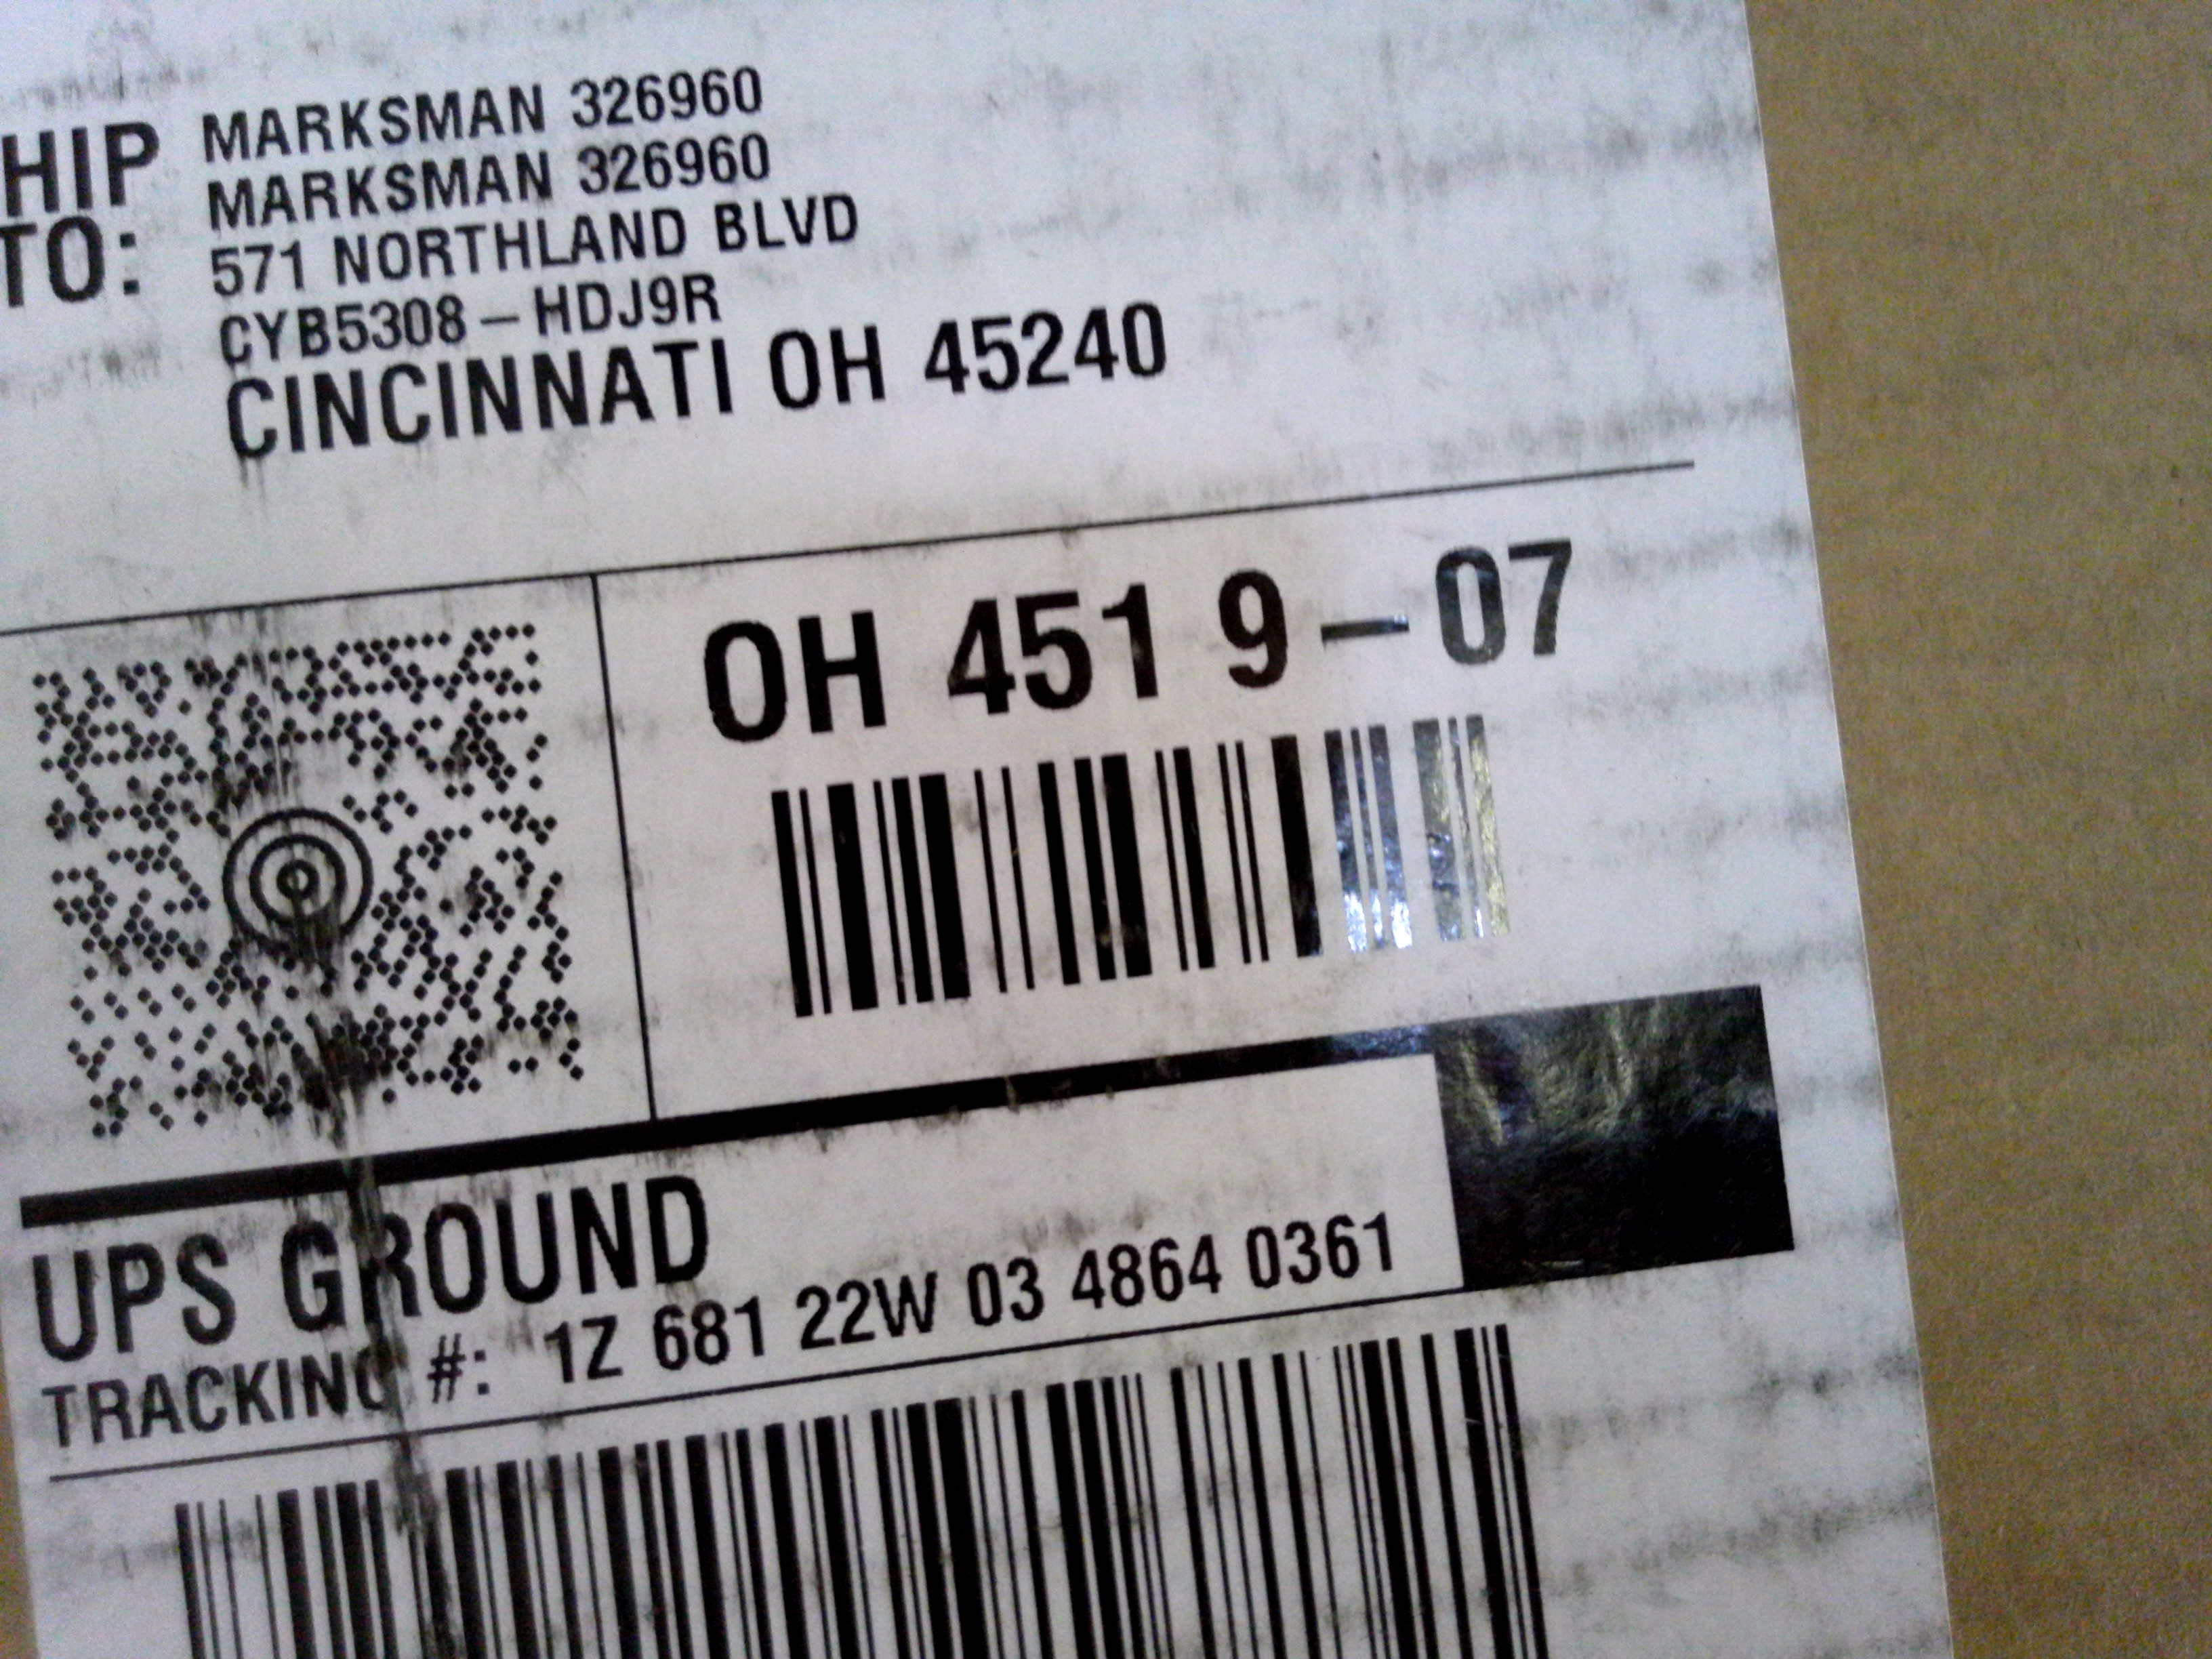 HIP
TO:
MARKSMAN 326960
MARKSMAN 326960
571 NORTHLAND BLVD
CYB5308-HDJ9R
CINCINNATI OH 45240
OH 451 9-07
UPS GROUND
TRACKING #: 1Z 681 22W 03 4864 0361